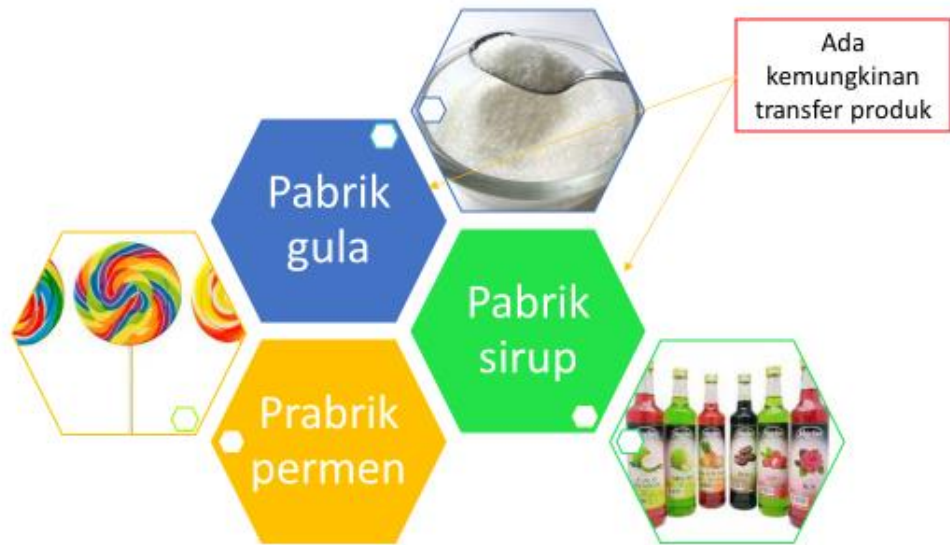 Ada
kemungkinan
transfer produk
Pabrik
gula
Pabrik
sirup
Prabrik
permen